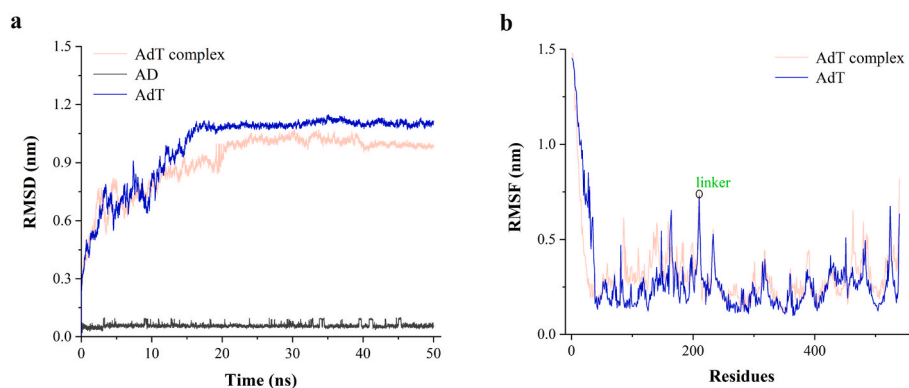 a
AdT complex
AD
AdT
1.5
1.2
0.9
0.6
0.3
0.0
RMSD (nm)
0
10
20
30
40
50
Time (ns)
b
AdT complex
AdT
linker
1.5
1.0
0.5
0.0
RMSF (nm)
0
200
400
Residues